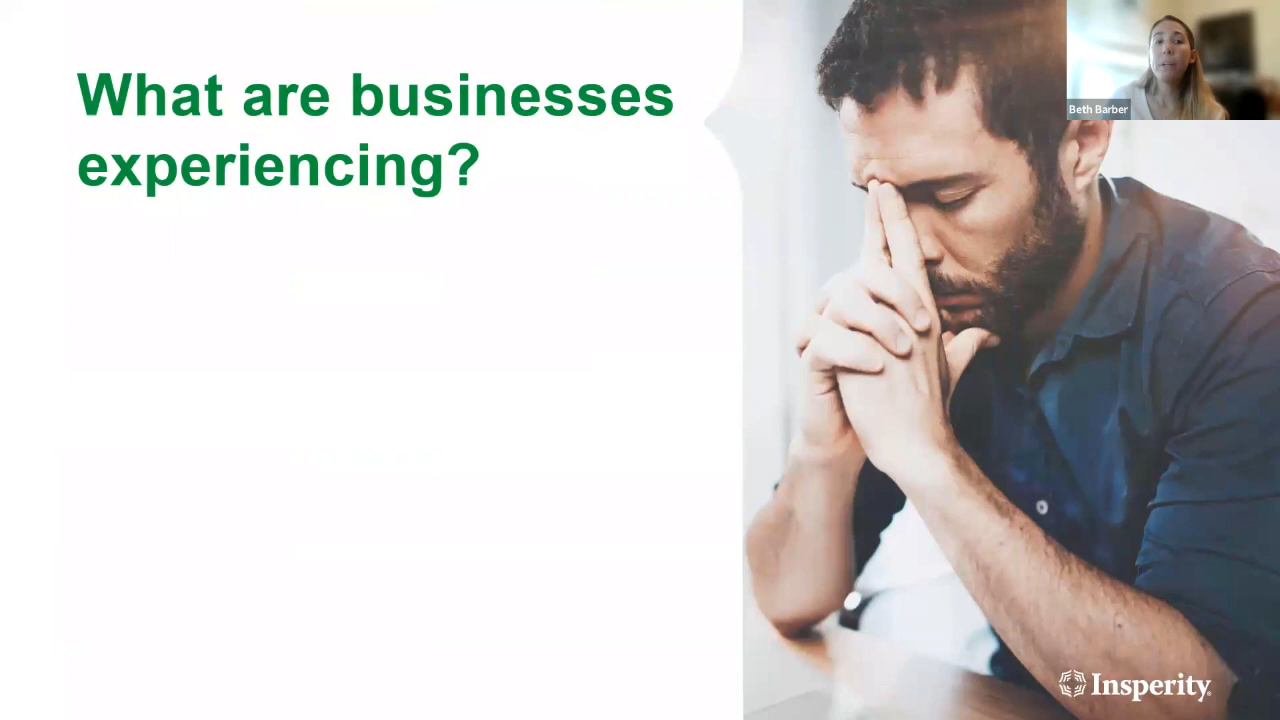 What are businesses
experiencing?
Beth Barber
Insperity